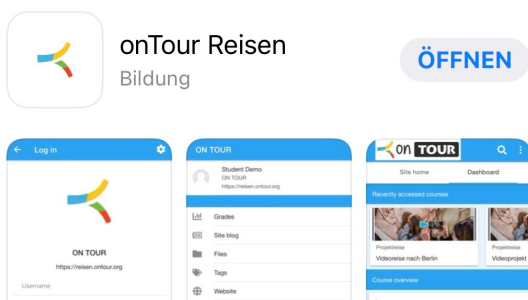 onTour Reisen
Bildung
ÖFFNEN
Log in
ON TOUR
https://reisen.ontour.org
Username
ON TOUR
Student Demo
ON TOUR
https://reisen.ontour.org
Grades
Site blog
Files
Tags
Website
on TOUR
Site home
Dashboard
Recently accessed courses
Projektreise
Videoreise nach Berlin
Projektreise
Videoprojekt
Course overview